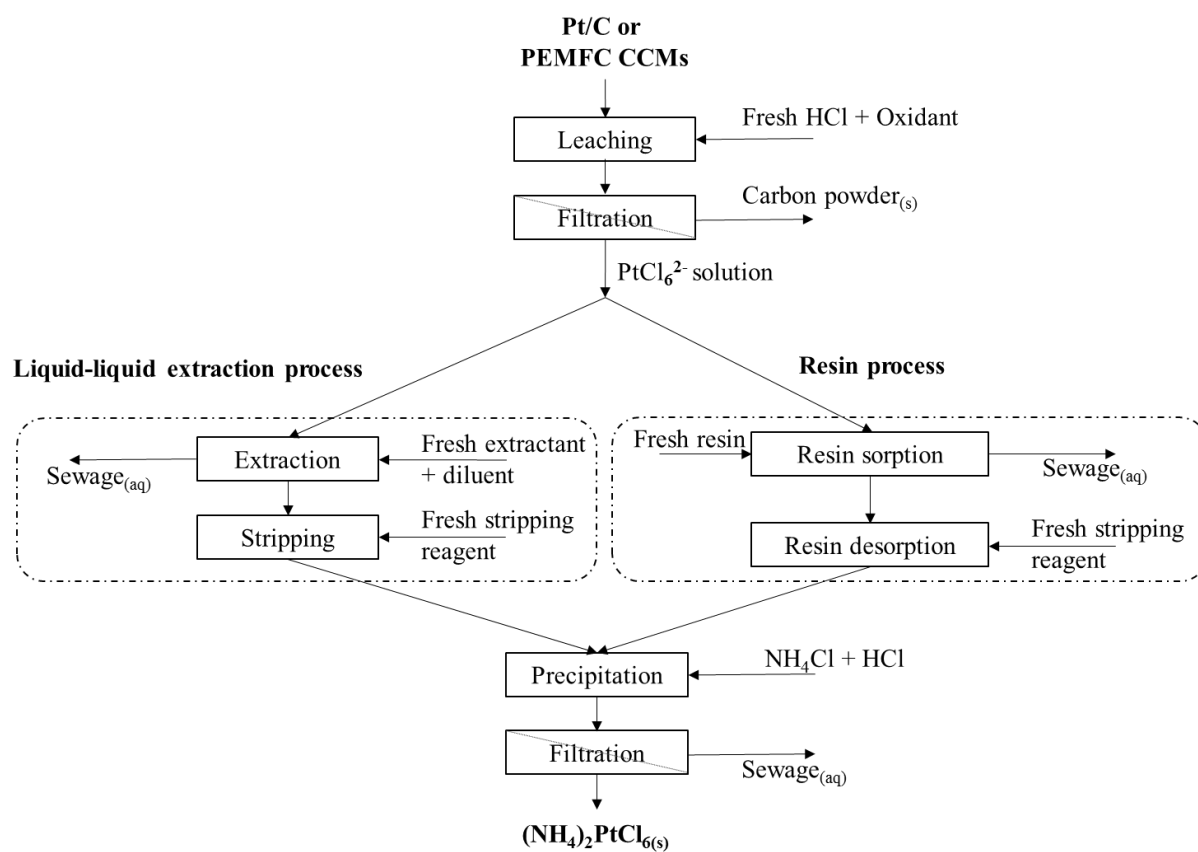 Pt/C or
PEMFC CCMs
Fresh HCl + Oxidant
Leaching
Carbon powder(s)
Filtration
PtCl₆²⁻ solution
Liquid-liquid extraction process
Resin process
Fresh extractant
+ diluent
Extraction
Sewage(aq)
Fresh stripping
reagent
Stripping
Fresh resin
Resin sorption
Sewage(aq)
Resin desorption
Fresh stripping
reagent
NH₄Cl + HCl
Precipitation
Filtration
Sewage(aq)
(NH₄)₂PtCl₆(s)